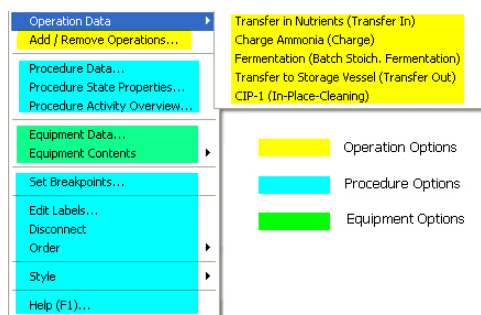 Operation Data
Add / Remove Operations...
Procedure Data...
Procedure State Properties...
Procedure Activity Overview...
Equipment Data...
Equipment Contents
Set Breakpoints...
Edit Labels...
Disconnect
Order
Style
Help (F1)...
Transfer in Nutrients (Transfer In)
Charge Ammonia (Charge)
Fermentation (Batch Stoich. Fermentation)
Transfer to Storage Vessel (Transfer Out)
CIP-1 (In-Place-Cleaning)
Operation Options
Procedure Options
Equipment Options